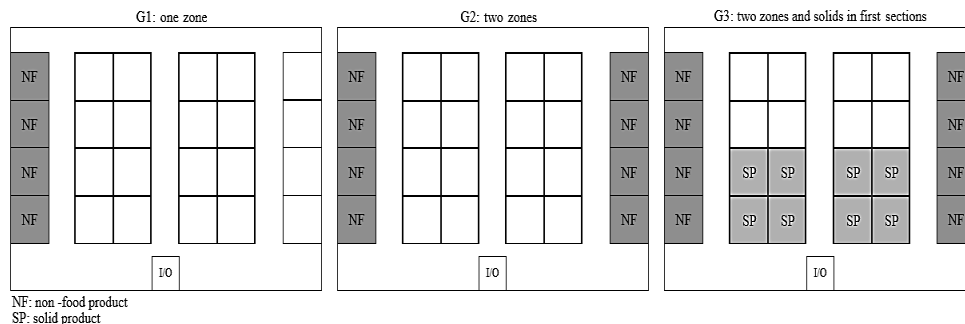 G1: one zone
G2: two zones
G3: two zones and solids in first sections
NF NF NF NF
NF NF NF NF
NF NF SP SP SP SP NF
NF NF SP SP SP SP NF
I/O I/O I/O
NF: non -food product
SP: solid product